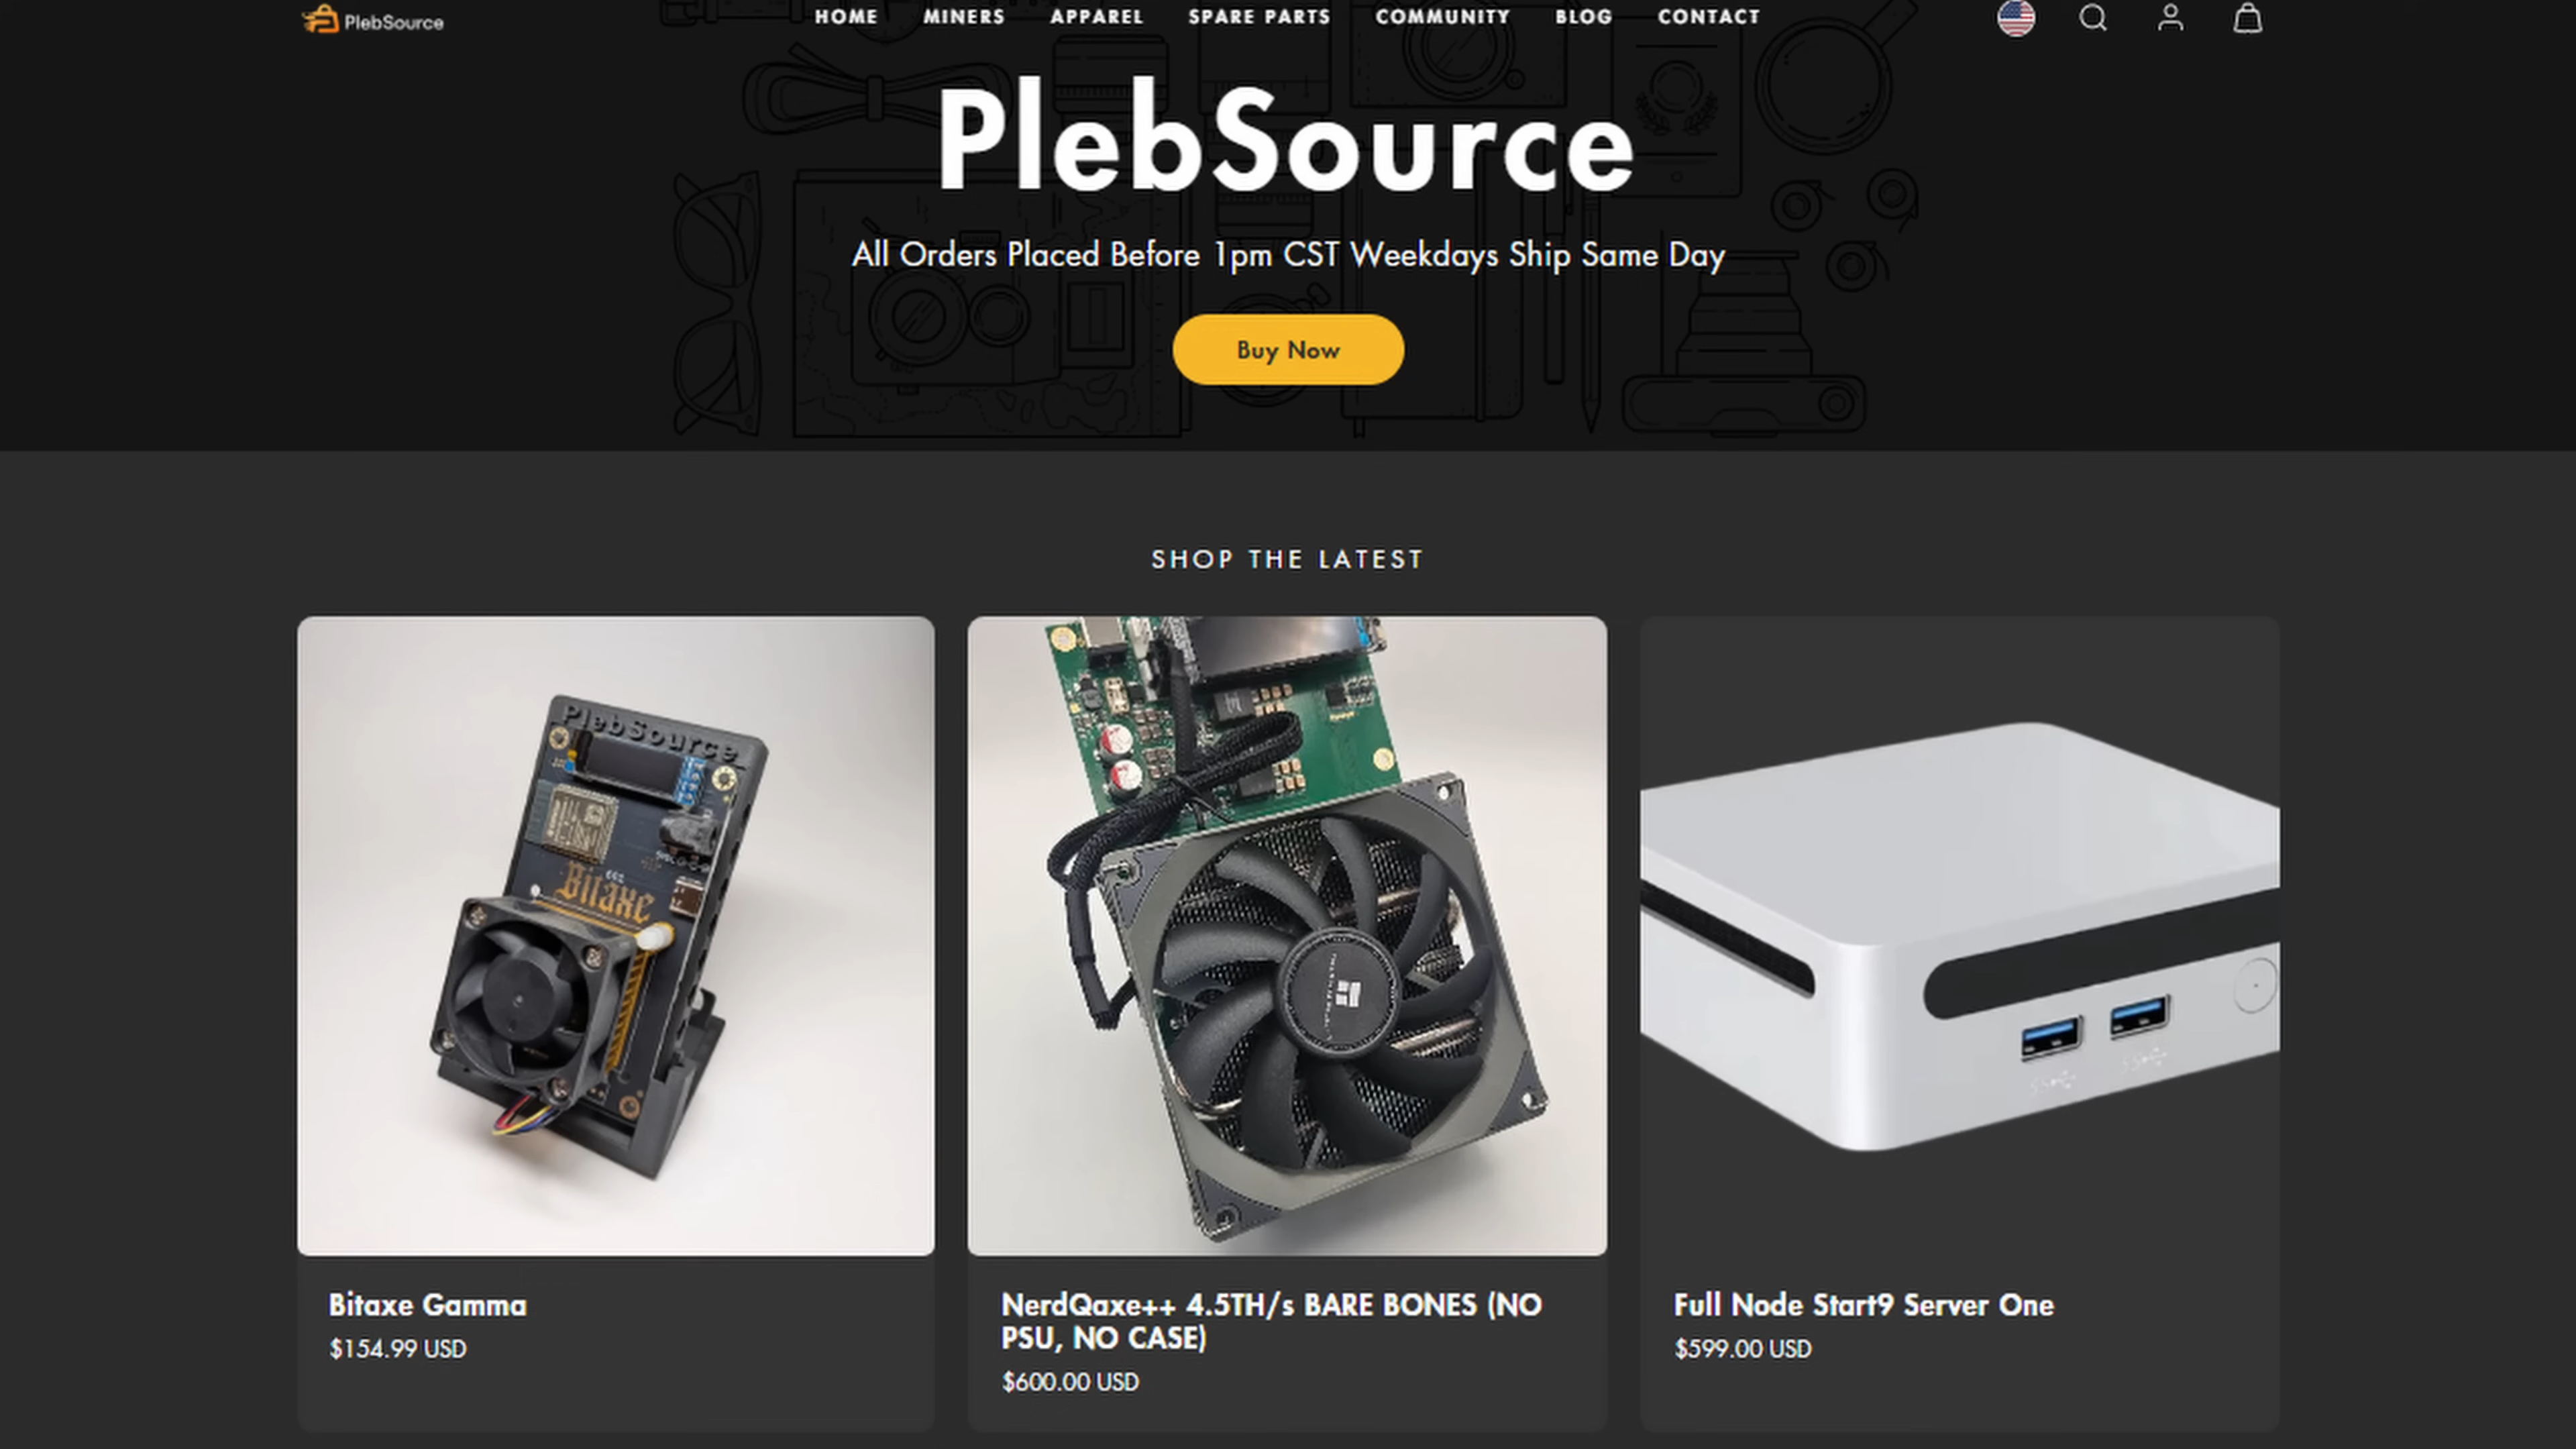 PlebSource
HOME MINERS APPAREL SPARE PARTS COMMUNITY BLOG CONTACT
PlebSource
All Orders Placed Before 1pm CST Weekdays Ship Same Day
Buy Now
SHOP THE LATEST
PlebSource
Bitaxe
Bitaxe Gamma
$154.99 USD
NerdQaxe++ 4.5TH/s BARE BONES (NO
PSU, NO CASE)
$600.00 USD
Full Node Start9 Server One
$599.00 USD